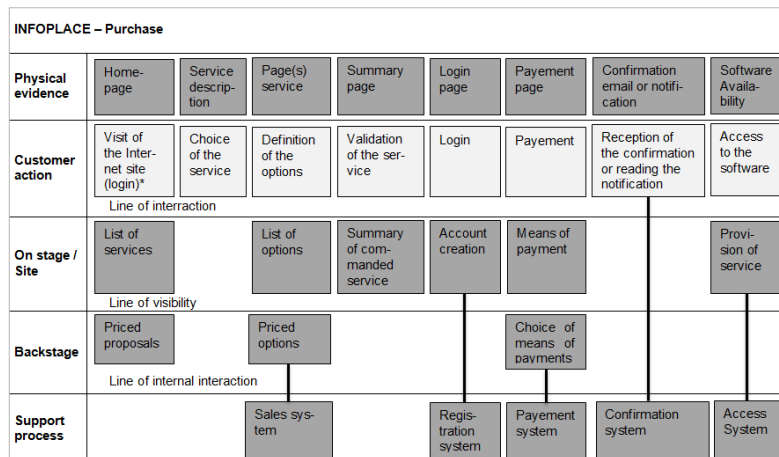 INFOPLACE – Purchase
Physical
evidence
Home-
page
Service
descrip-
tion
Page(s)
service
Summary
page
Login
page
Payement
page
Confirmation
email or notifi-
cation
Software
Availa-
bility
Customer
action
Visit of
the Inter-
net site
(login)*
Choice
of the
service
Definition
of the
options
Validation
of the ser-
vice
Login
Payement
Reception of
the confirmation
or reading the
notification
Access
to the
software
Line of interraction
On stage /
Site
List of
services
List of
options
Summary
of com-
manded
service
Account
creation
Means of
payment
Provi-
sion of
service
Line of visibility
Backstage
Priced
proposals
Priced
options
Choice of
means of
payments
Line of internal interaction
Support
process
Sales sys-
tem
Regis-
tration
system
Payement
system
Confirmation
system
Access
System